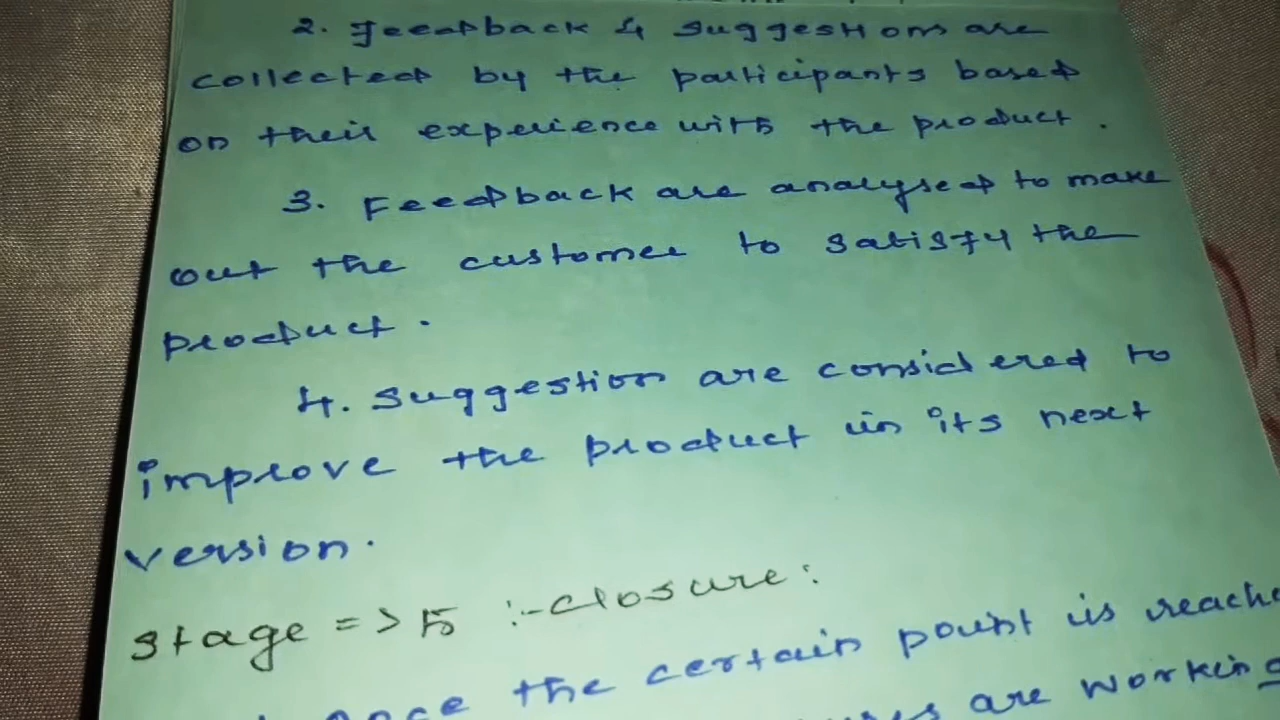 2. Feedback & suggestions are
collected by the participants based
on their experience with the product.
3. Feedback are analysed to make
out the customer to satisfy the
product.
4. suggestion are considered to
improve the product in its next
version.
stage => 5 :- closure:
the certain point is reache
are working